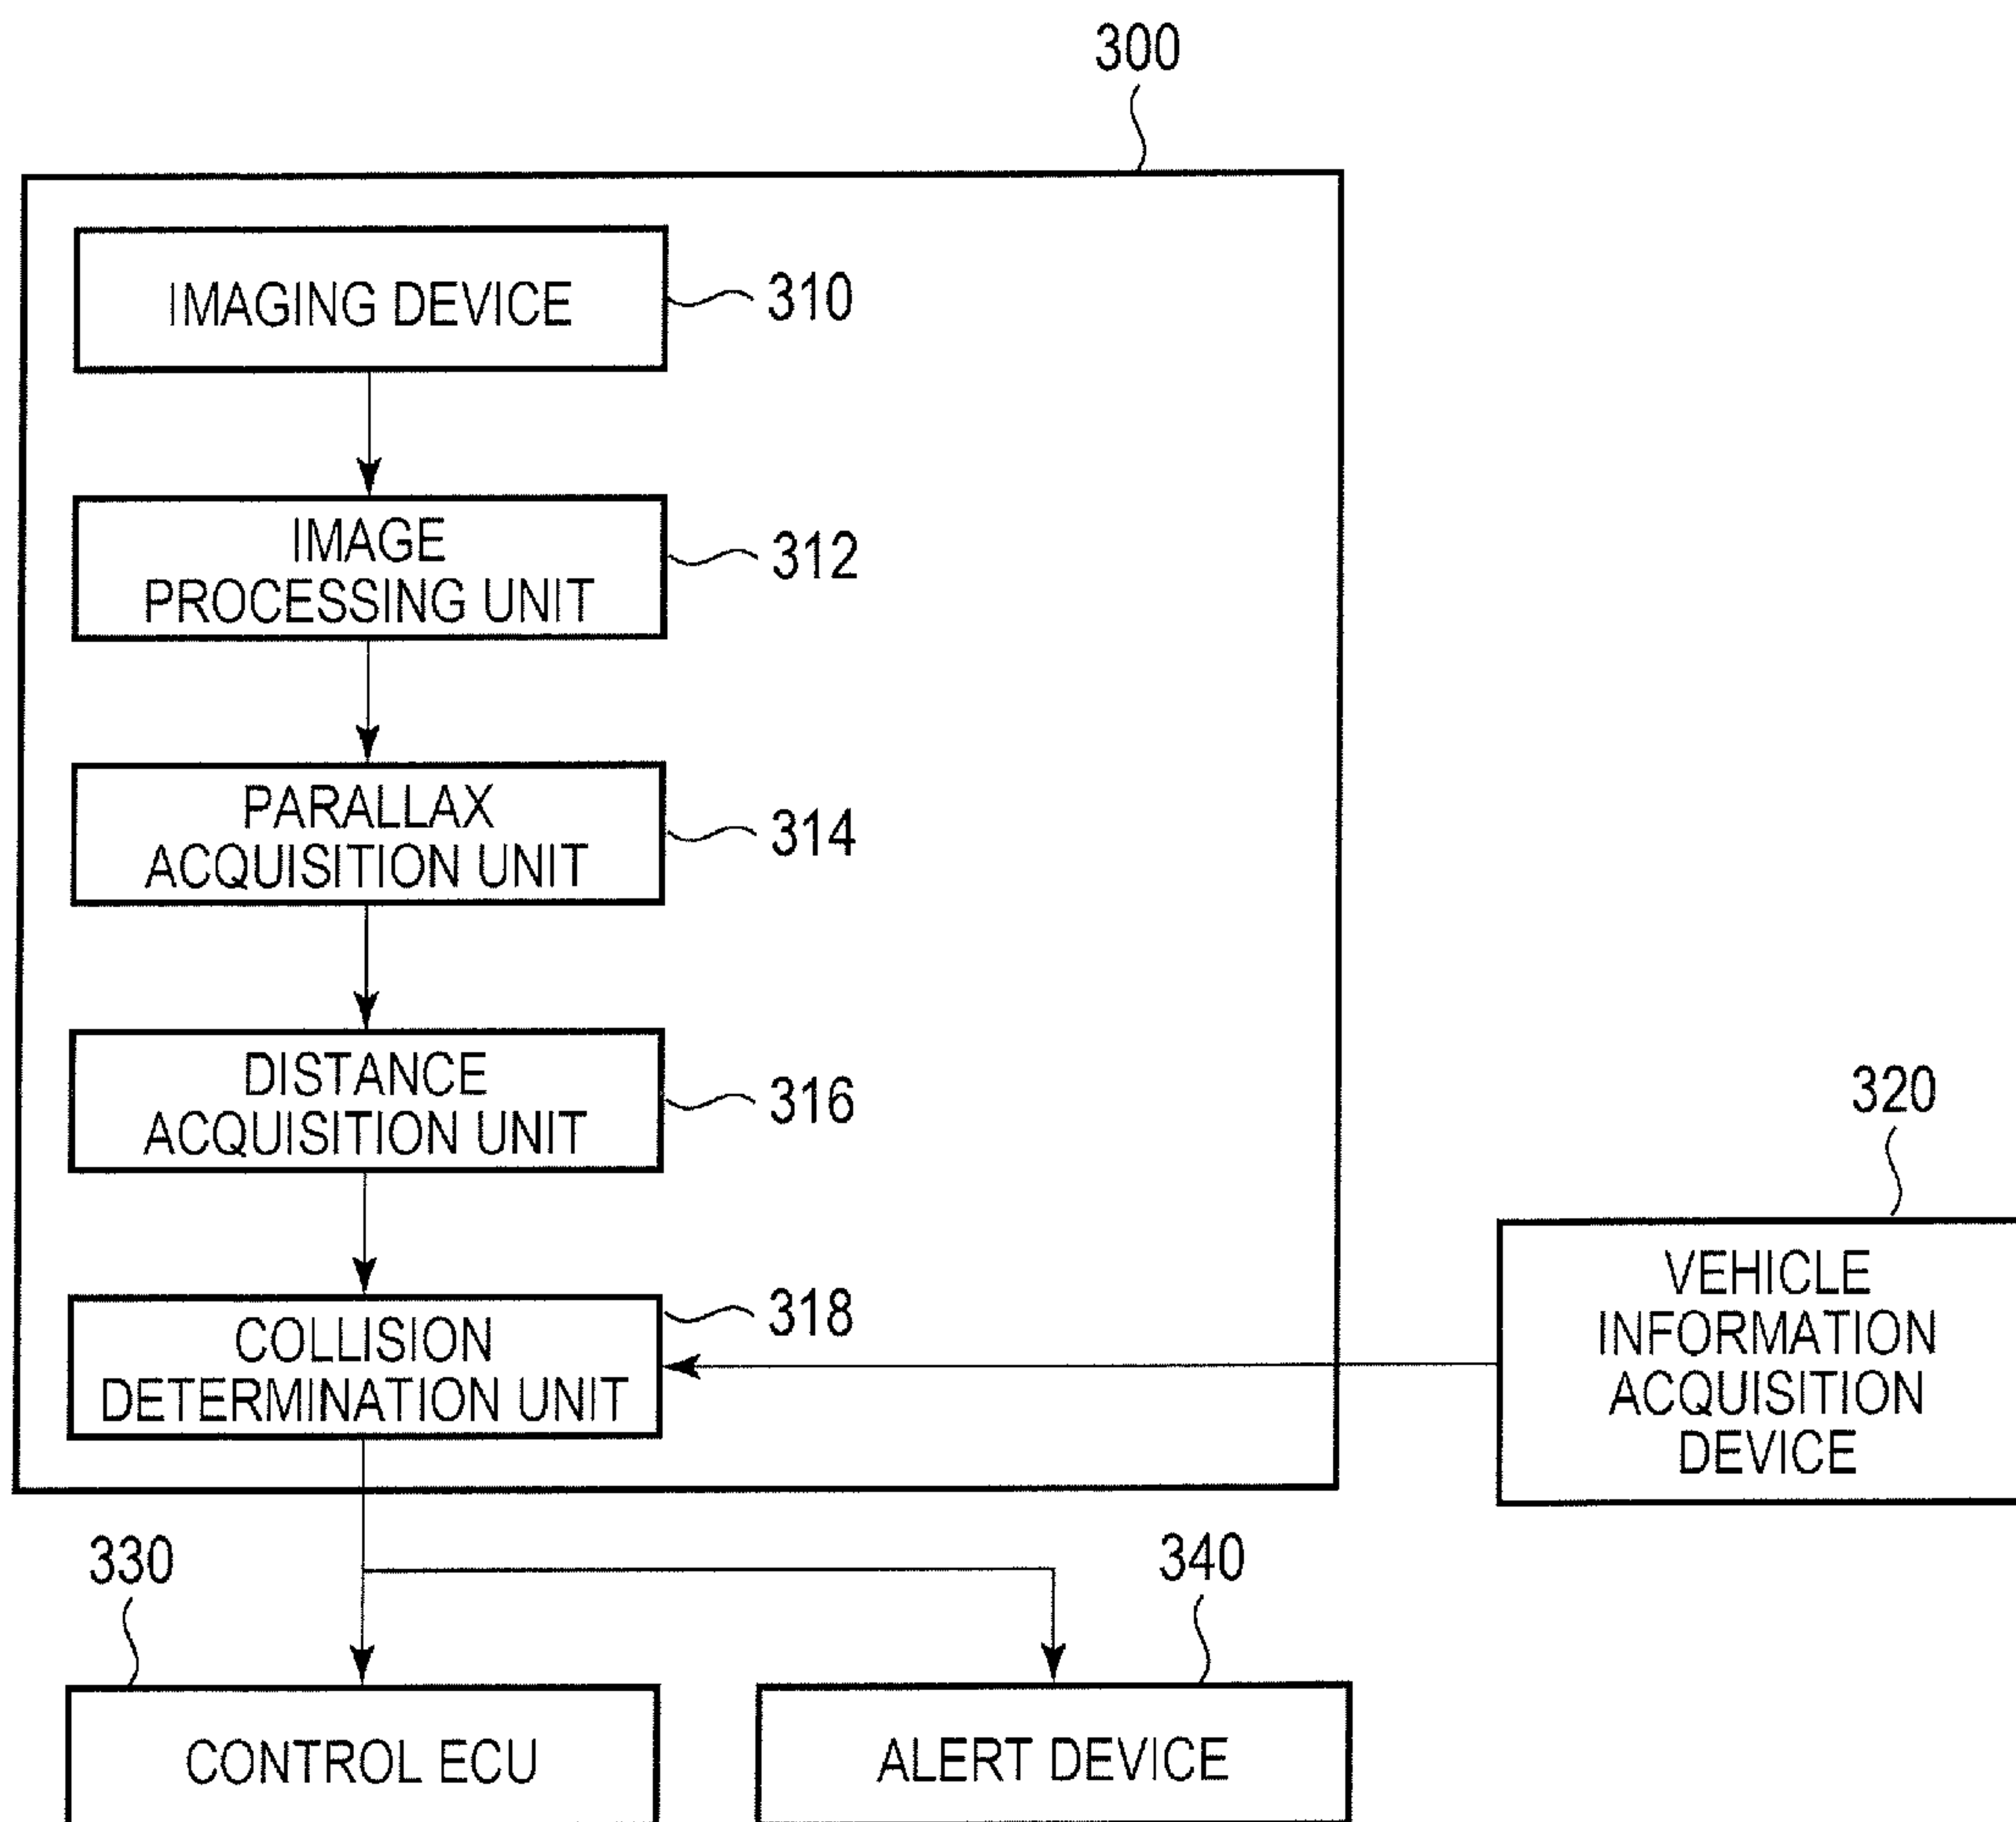 300
IMAGING DEVICE
310
IMAGE
PROCESSING UNIT
312
PARALLAX
ACQUISITION UNIT
314
DISTANCE
ACQUISITION UNIT
316
COLLISION
DETERMINATION UNIT
318
320
VEHICLE
INFORMATION
ACQUISITION
DEVICE
330
CONTROL ECU
340
ALERT DEVICE